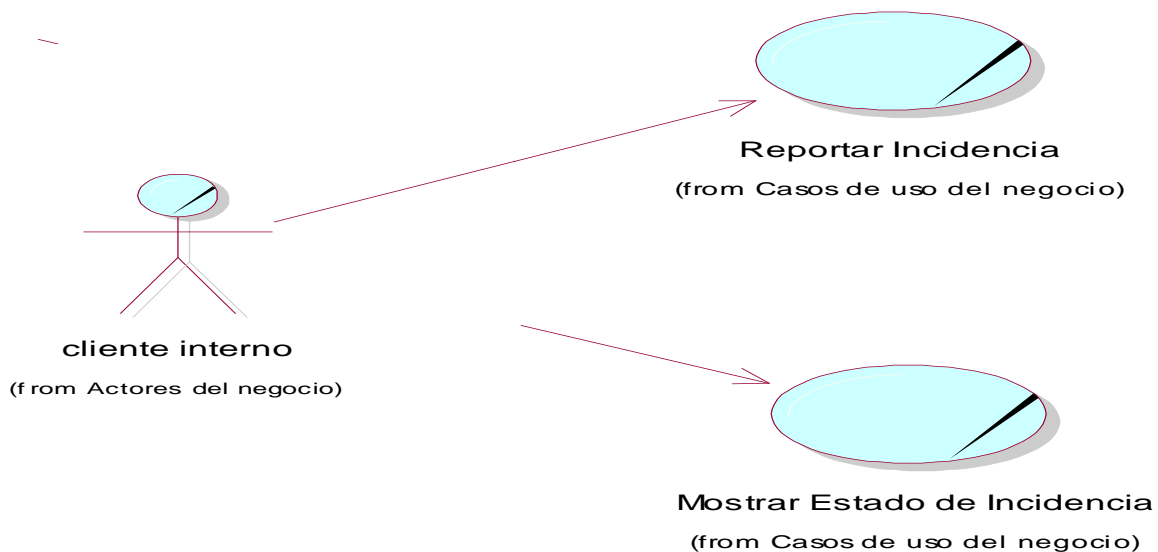 Reportar Incidencia
(from Casos de uso del negocio)
cliente interno
(from Actores del negocio)
Mostrar Estado de Incidencia
(from Casos de uso del negocio)